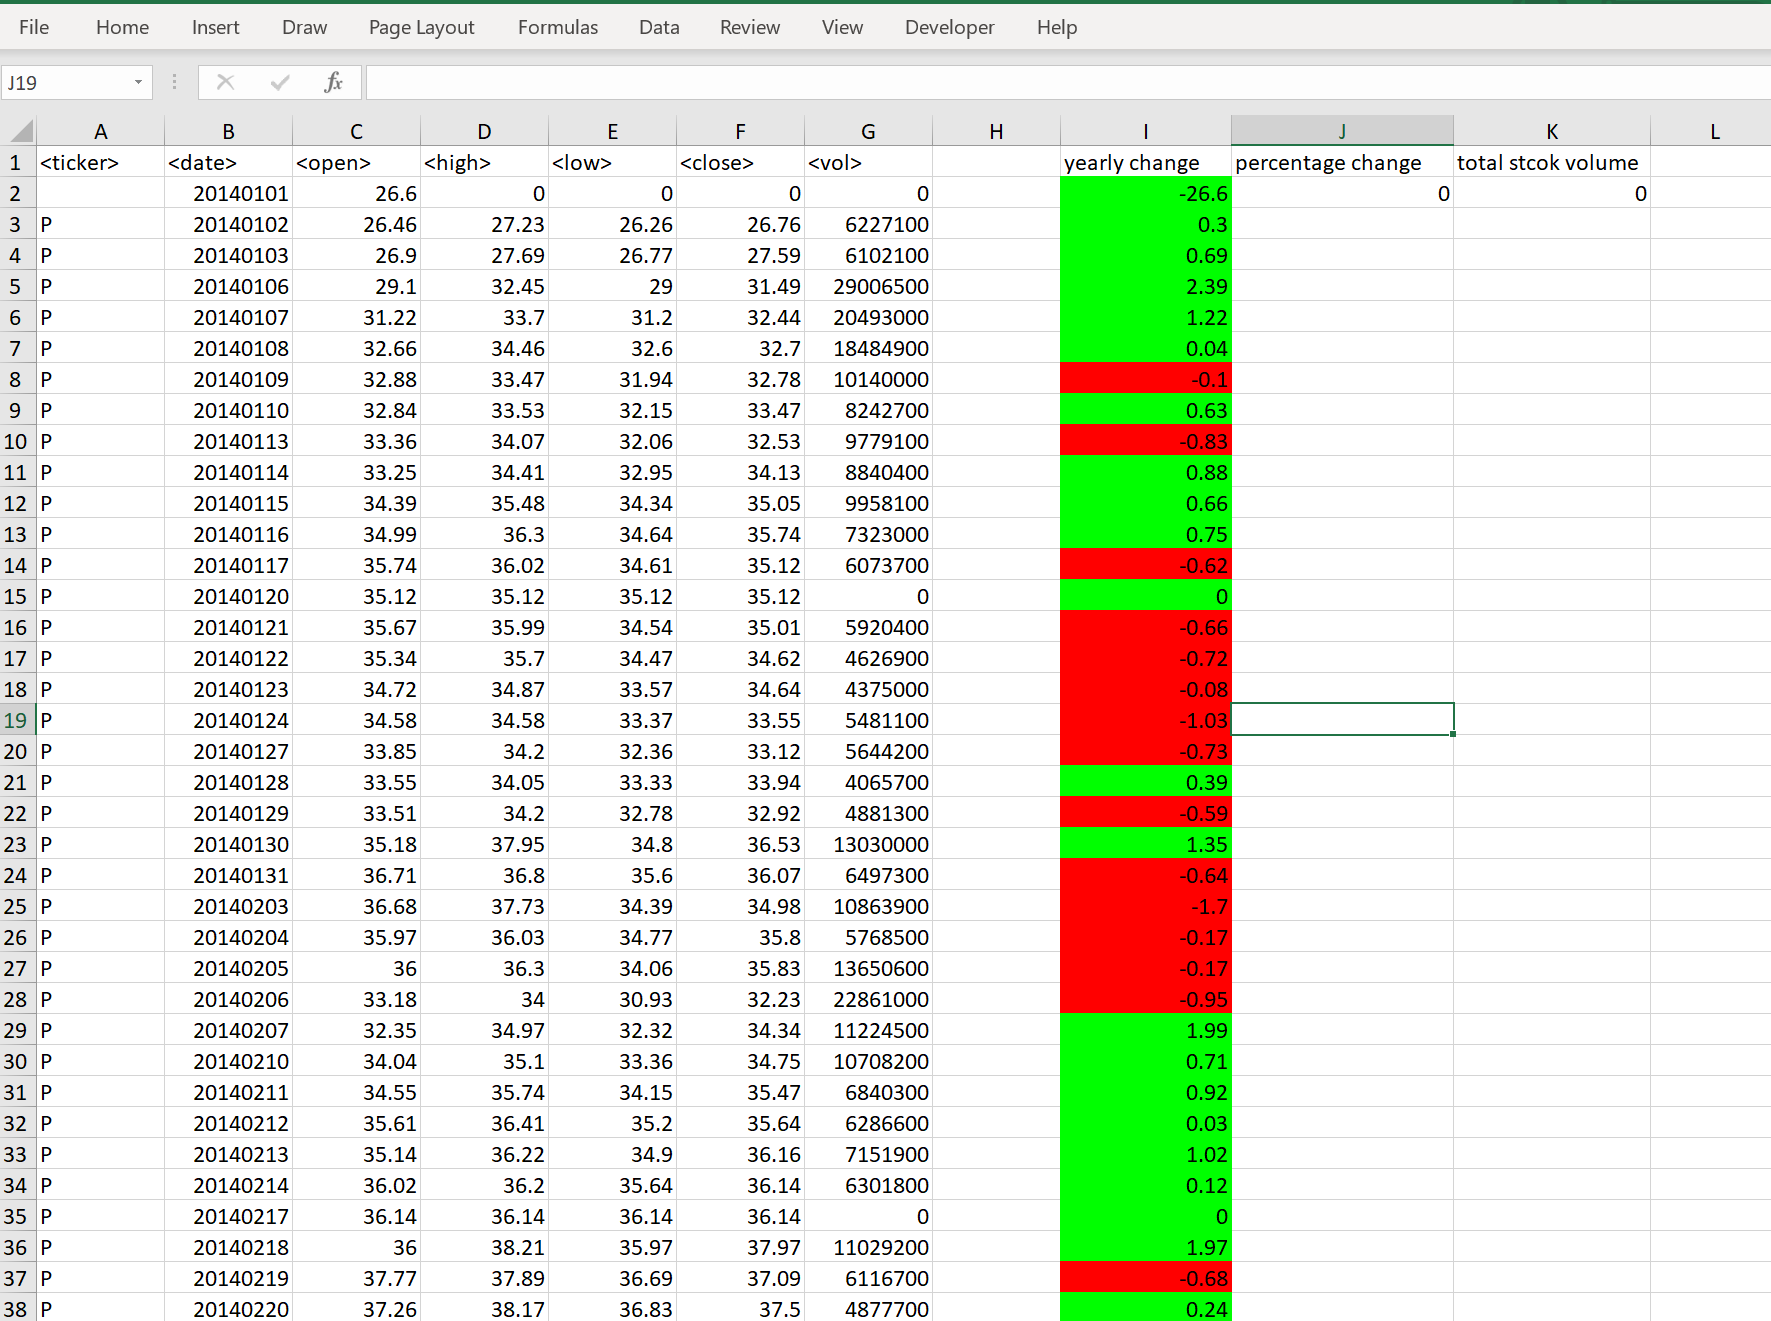 File Home Insert Draw Page Layout Formulas Data Review View Developer Help
J19 fx
A B C D E F G H I J K L
1 <ticker> <date> <open> <high> <low> <close> <vol> yearly change percentage change total stcok volume
2 20140101 26.6 0 0 0 0 -26.6 0 0
3 P 20140102 26.46 27.23 26.26 26.76 6227100 0.3
4 P 20140103 26.9 27.69 26.77 27.59 6102100 0.69
5 P 20140106 29.1 32.45 29 31.49 29006500 2.39
6 P 20140107 31.22 33.7 31.2 32.44 20493000 1.22
7 P 20140108 32.66 34.46 32.6 32.7 18484900 0.04
8 P 20140109 32.88 33.47 31.94 32.78 10140000 -0.1
9 P 20140110 32.84 33.53 32.15 33.47 8242700 0.63
10 P 20140113 33.36 34.07 32.06 32.53 9779100 -0.83
11 P 20140114 33.25 34.41 32.95 34.13 8840400 0.88
12 P 20140115 34.39 35.48 34.34 35.05 9958100 0.66
13 P 20140116 34.99 36.3 34.64 35.74 7323000 0.75
14 P 20140117 35.74 36.02 34.61 35.12 6073700 -0.62
15 P 20140120 35.12 35.12 35.12 35.12 0 0
16 P 20140121 35.67 35.99 34.54 35.01 5920400 -0.66
17 P 20140122 35.34 35.7 34.47 34.62 4626900 -0.72
18 P 20140123 34.72 34.87 33.57 34.64 4375000 -0.08
19 P 20140124 34.58 34.58 33.37 33.55 5481100 -1.03
20 P 20140127 33.85 34.2 32.36 33.12 5644200 -0.73
21 P 20140128 33.55 34.05 33.33 33.94 4065700 0.39
22 P 20140129 33.51 34.2 32.78 32.92 4881300 -0.59
23 P 20140130 35.18 37.95 34.8 36.53 13030000 1.35
24 P 20140131 36.71 36.8 35.6 36.07 6497300 -0.64
25 P 20140203 36.68 37.73 34.39 34.98 10863900 -1.7
26 P 20140204 35.97 36.03 34.77 35.8 5768500 -0.17
27 P 20140205 36 36.3 34.06 35.83 13650600 -0.17
28 P 20140206 33.18 34 30.93 32.23 22861000 -0.95
29 P 20140207 32.35 34.97 32.32 34.34 11224500 1.99
30 P 20140210 34.04 35.1 33.36 34.75 10708200 0.71
31 P 20140211 34.55 35.74 34.15 35.47 6840300 0.92
32 P 20140212 35.61 36.41 35.2 35.64 6286600 0.03
33 P 20140213 35.14 36.22 34.9 36.16 7151900 1.02
34 P 20140214 36.02 36.2 35.64 36.14 6301800 0.12
35 P 20140217 36.14 36.14 36.14 36.14 0 0
36 P 20140218 36 38.21 35.97 37.97 11029200 1.97
37 P 20140219 37.77 37.89 36.69 37.09 6116700 -0.68
38 P 20140220 37.26 38.17 36.83 37.5 4877700 0.24